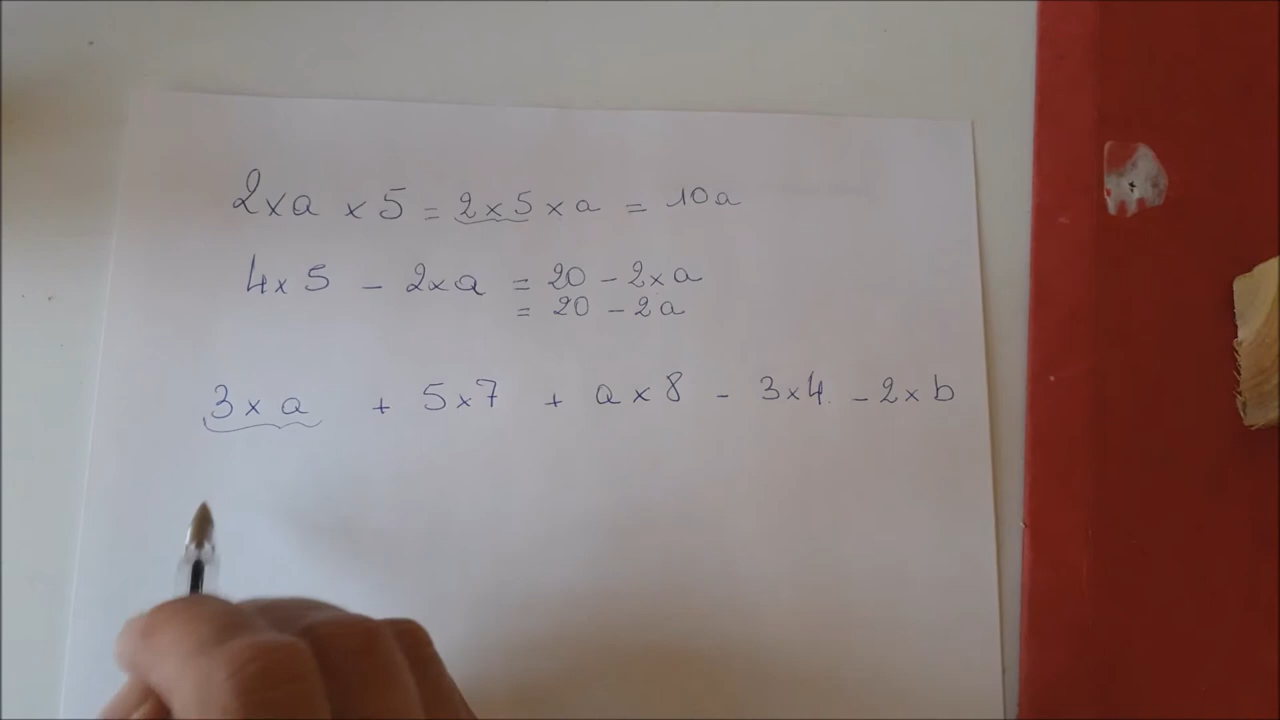 2×a ×5 = 2×5×a = 10a
4×5 - 2×a = 20 - 2×a
= 20 - 2a
3×a + 5×7 + a×8 - 3×4 - 2×b